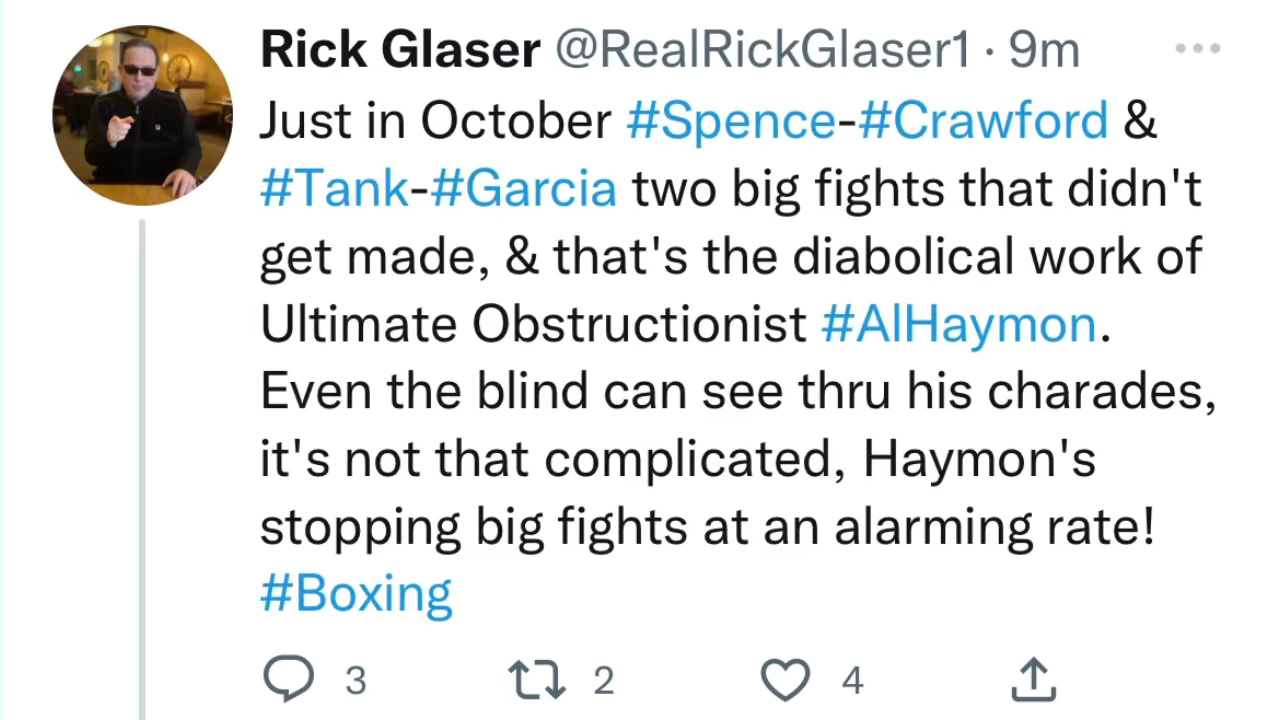 Rick Glaser @RealRickGlaser1 · 9m
Just in October #Spence-#Crawford &
#Tank-#Garcia two big fights that didn't
get made, & that's the diabolical work of
Ultimate Obstructionist #AlHaymon.
Even the blind can see thru his charades,
it's not that complicated, Haymon's
stopping big fights at an alarming rate!
#Boxing
3 2 4